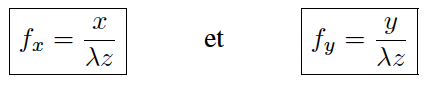 f_x = x/λz et f_y = y/λz